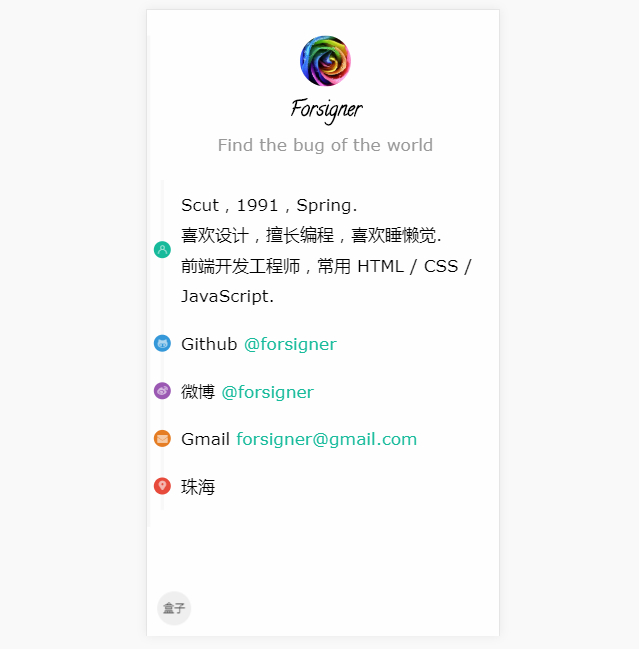 Forsigner
Find the bug of the world
Scut，1991，Spring.
喜欢设计，擅长编程，喜欢睡懒觉.
前端开发工程师，常用 HTML / CSS /
JavaScript.
Github @forsigner
微博 @forsigner
Gmail forsigner@gmail.com
珠海
盒子